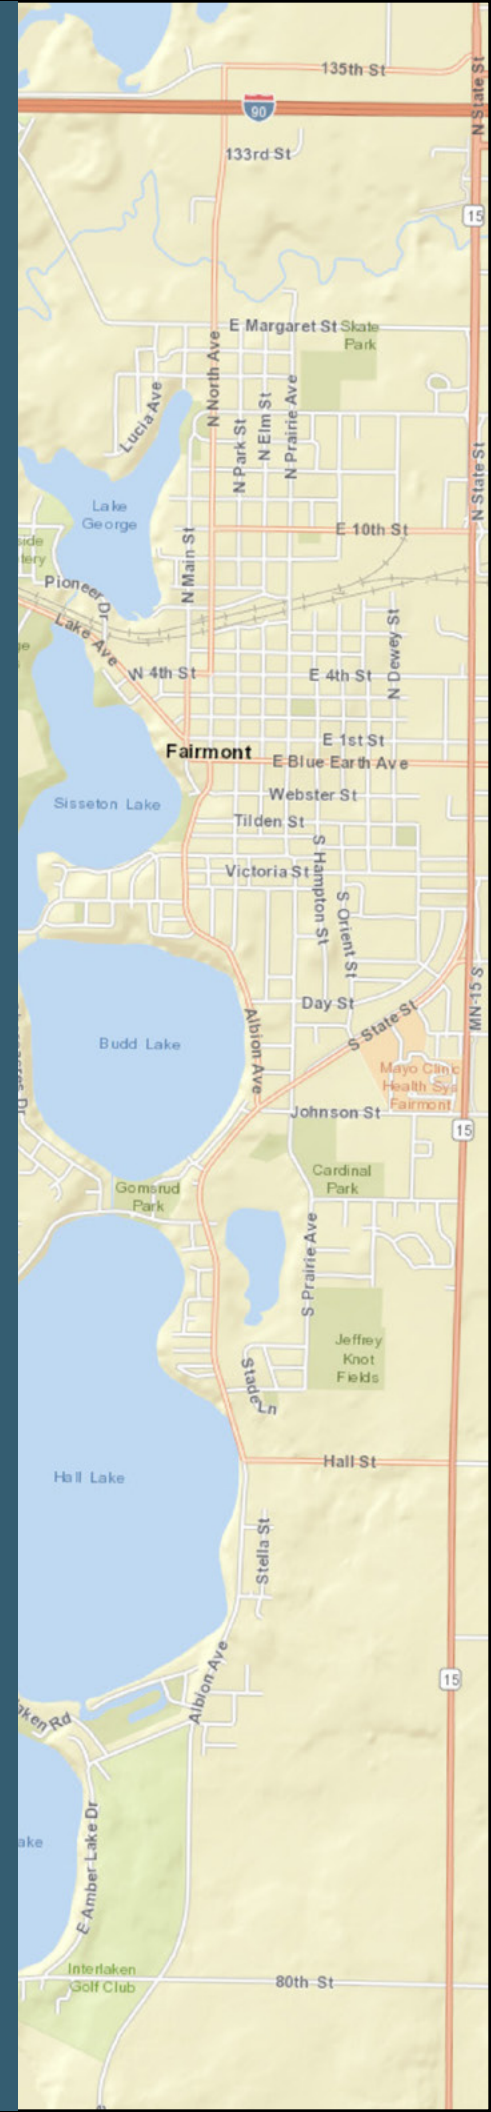 135th St
N State St
90
133rd St
15
E Margaret St
Skate
Park
N North Ave
Lucia Ave
N Park St
N Elm St
N Prairie Ave
N State St
Lake
George
E 10th St
N Main St
Pioneer Dr
Lake Ave
W 4th St
E 4th St
N Dewey St
E 1st St
Fairmont
E Blue Earth Ave
Webster St
Sisseton Lake
Tilden St
Victoria St
S Hampton St
S Orient St
MN-15 S
Day St
S State St
Albion Ave
Budd Lake
Mayo Clinic
Health Sys
Fairmont
Johnson St
15
Cardinal
Park
Gomsrud
Park
S Prairie Ave
Jeffrey
Knot
Fields
Stade Ln
Hall St
Hall Lake
Stella St
Albion Ave
15
aken Rd
ake
E Amber Lake Dr
Interlaken
Golf Club
80th St